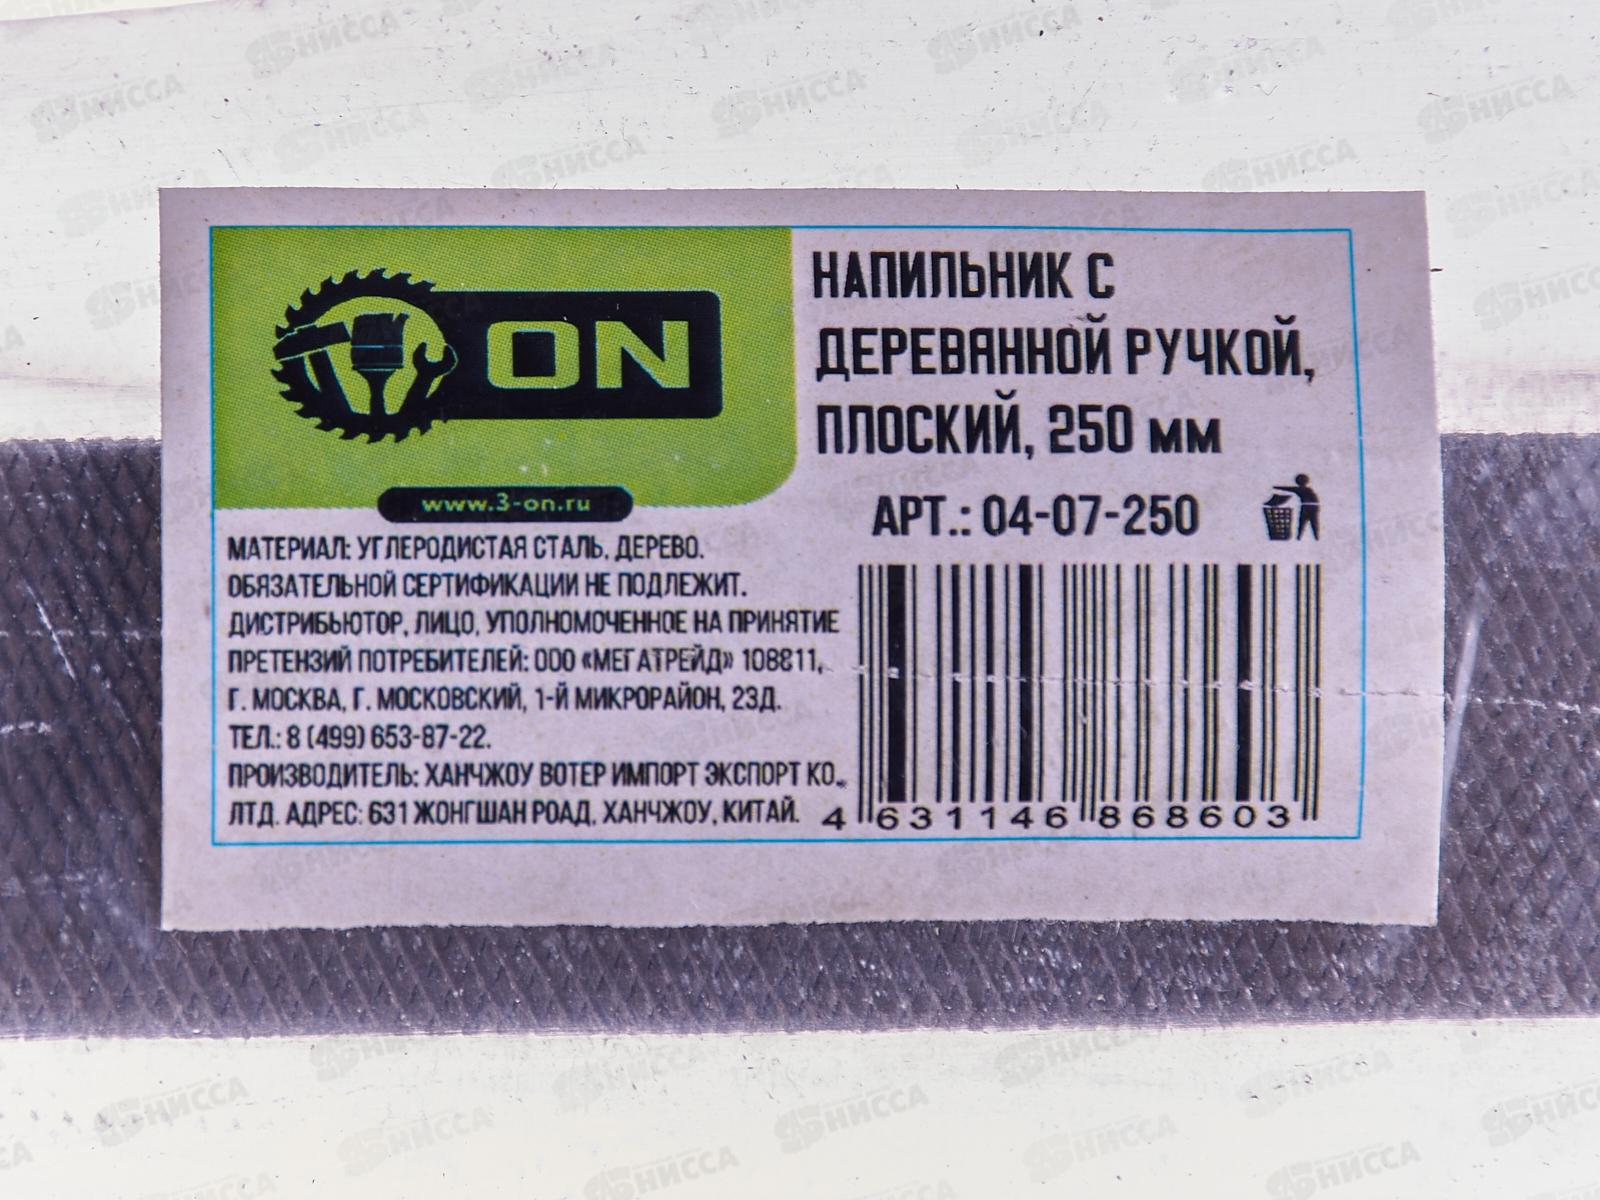 ON
www.3-on.ru
НАПИЛЬНИК С
ДЕРЕВЯННОЙ РУЧКОЙ,
ПЛОСКИЙ, 250 мм
АРТ.: 04-07-250
МАТЕРИАЛ: УГЛЕРОДИСТАЯ СТАЛЬ, ДЕРЕВО.
ОБЯЗАТЕЛЬНОЙ СЕРТИФИКАЦИИ НЕ ПОДЛЕЖИТ.
ДИСТРИБЬЮТОР, ЛИЦО, УПОЛНОМОЧЕННОЕ НА ПРИНЯТИЕ
ПРЕТЕНЗИЙ ПОТРЕБИТЕЛЕЙ: ООО «МЕГАТРЕЙД» 108811,
Г. МОСКВА, Г. МОСКОВСКИЙ, 1-Й МИКРОРАЙОН, 23Д.
ТЕЛ.: 8 (499) 653-87-22.
ПРОИЗВОДИТЕЛЬ: ХАНЧЖОУ ВОТЕР ИМПОРТ ЭКСПОРТ КО.,
ЛТД. АДРЕС: 631 ЖОНГШАН РОАД, ХАНЧЖОУ, КИТАЙ.
4 631146 868603
НИССА